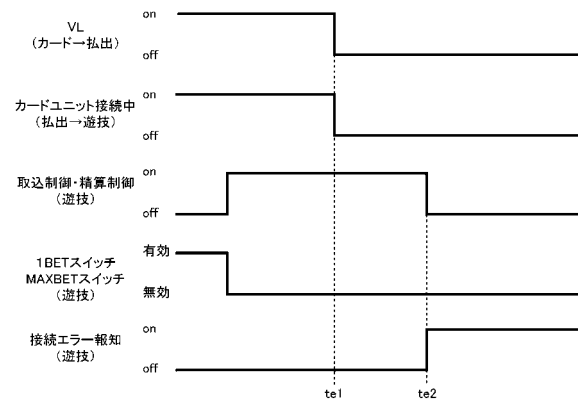 VL
(カード→払出)
on
off
カードユニット接続中
(払出→遊技)
on
off
取込制御・精算制御
(遊技)
on
off
1BETスイッチ
MAXBETスイッチ
(遊技)
有効
無効
接続エラー報知
(遊技)
on
off
te1
te2